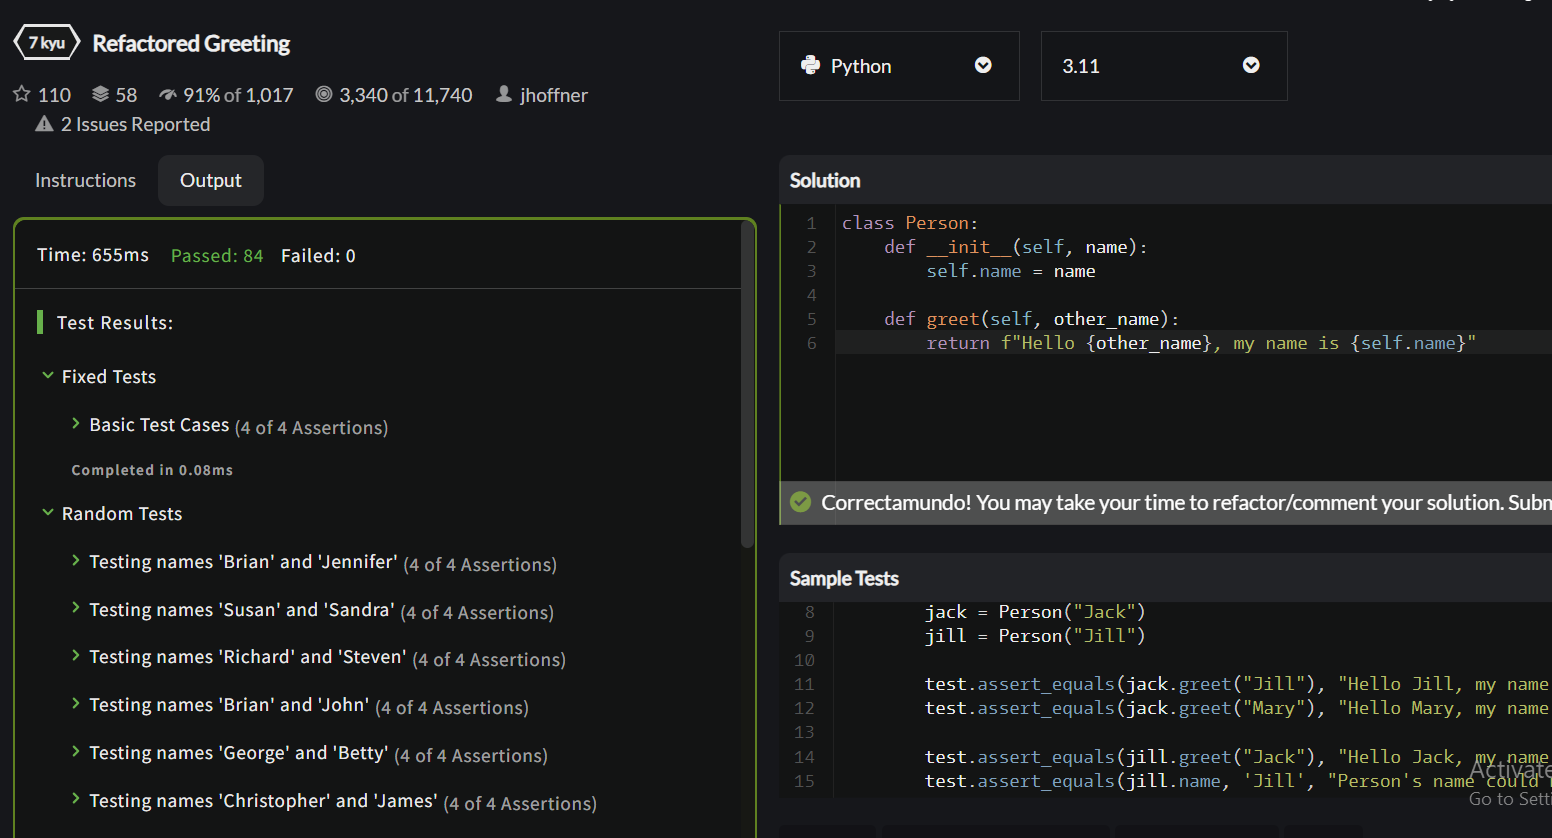 7 kyu Refactored Greeting
110 58 91% of 1,017 3,340 of 11,740 jhoffner
2 Issues Reported
Instructions Output
Time: 655ms Passed: 84 Failed: 0
Test Results:
Fixed Tests
Basic Test Cases (4 of 4 Assertions)
Completed in 0.08ms
Random Tests
Testing names 'Brian' and 'Jennifer' (4 of 4 Assertions)
Testing names 'Susan' and 'Sandra' (4 of 4 Assertions)
Testing names 'Richard' and 'Steven' (4 of 4 Assertions)
Testing names 'Brian' and 'John' (4 of 4 Assertions)
Testing names 'George' and 'Betty' (4 of 4 Assertions)
Testing names 'Christopher' and 'James' (4 of 4 Assertions)
Python 3.11
Solution
1 class Person:
2 def __init__(self, name):
3 self.name = name
4
5 def greet(self, other_name):
6 return f"Hello {other_name}, my name is {self.name}"
Correctamundo! You may take your time to refactor/comment your solution. Subm
Sample Tests
8 jack = Person("Jack")
9 jill = Person("Jill")
10
11 test.assert_equals(jack.greet("Jill"), "Hello Jill, my name
12 test.assert_equals(jack.greet("Mary"), "Hello Mary, my name
13
14 test.assert_equals(jill.greet("Jack"), "Hello Jack, my name
15 test.assert_equals(jill.name, 'Jill', "Person's name could
Activate
Go to Setti